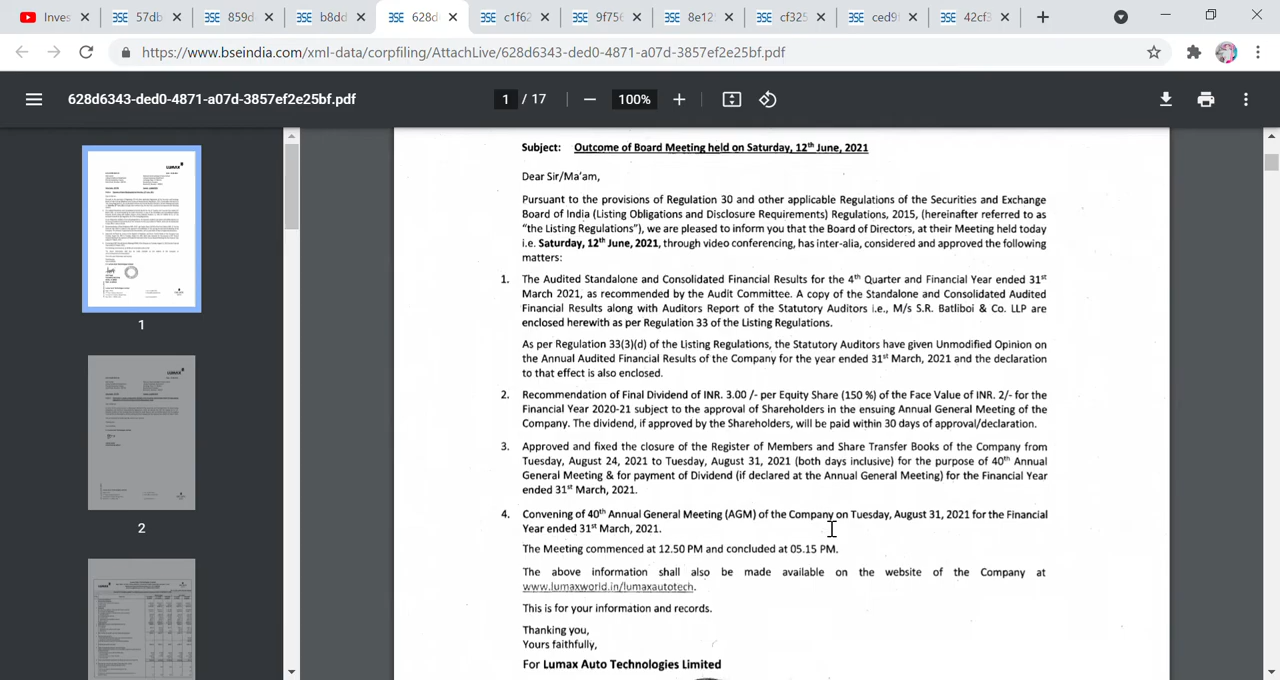 Inves
57db
859d
b8dd
628d
c1f62
9f756
8e12
cf325
ced9f
42cf3
https://www.bseindia.com/xml-data/corpfiling/AttachLive/628d6343-ded0-4871-a07d-3857ef2e25bf.pdf
628d6343-ded0-4871-a07d-3857ef2e25bf.pdf
1 / 17
100%
LUMAX
1
2
Subject: Outcome of Board Meeting held on Saturday, 12th June, 2021
Dear Sir/Ma'am,
Pursuant to the provisions of Regulation 30 and other applicable Regulations of the Securities and Exchange
Board of India (Listing Obligations and Disclosure Requirements) Regulations, 2015, (hereinafter referred to as
"the Listing Regulations"), we are pleased to inform you that the Board of Directors, at their Meeting held today
i.e. Saturday, 12th June, 2021, through video conferencing, has inter-alia, considered and approved the following
matters:
1. The Audited Standalone and Consolidated Financial Results for the 4th Quarter and Financial Year ended 31st
March 2021, as recommended by the Audit Committee. A copy of the Standalone and Consolidated Audited
Financial Results along with Auditors Report of the Statutory Auditors i.e., M/s S.R. Batliboi & Co. LLP are
enclosed herewith as per Regulation 33 of the Listing Regulations.
As per Regulation 33(3)(d) of the Listing Regulations, the Statutory Auditors have given Unmodified Opinion on
the Annual Audited Financial Results of the Company for the year ended 31st March, 2021 and the declaration
to that effect is also enclosed.
2. Recommendation of Final Dividend of INR. 3.00 /- per Equity Share (150 %) of the Face Value of INR. 2/- for the
Financial Year 2020-21 subject to the approval of Shareholders in the ensuing Annual General Meeting of the
Company. The dividend, if approved by the Shareholders, will be paid within 30 days of approval/declaration.
3. Approved and fixed the closure of the Register of Members and Share Transfer Books of the Company from
Tuesday, August 24, 2021 to Tuesday, August 31, 2021 (both days inclusive) for the purpose of 40th Annual
General Meeting & for payment of Dividend (if declared at the Annual General Meeting) for the Financial Year
ended 31st March, 2021.
4. Convening of 40th Annual General Meeting (AGM) of the Company on Tuesday, August 31, 2021 for the Financial
Year ended 31st March, 2021.
The Meeting commenced at 12.50 PM and concluded at 05.15 PM.
The above information shall also be made available on the website of the Company at
www.lumaxworld.in/lumaxautotech.
This is for your information and records.
Thanking you,
Yours faithfully,
For Lumax Auto Technologies Limited